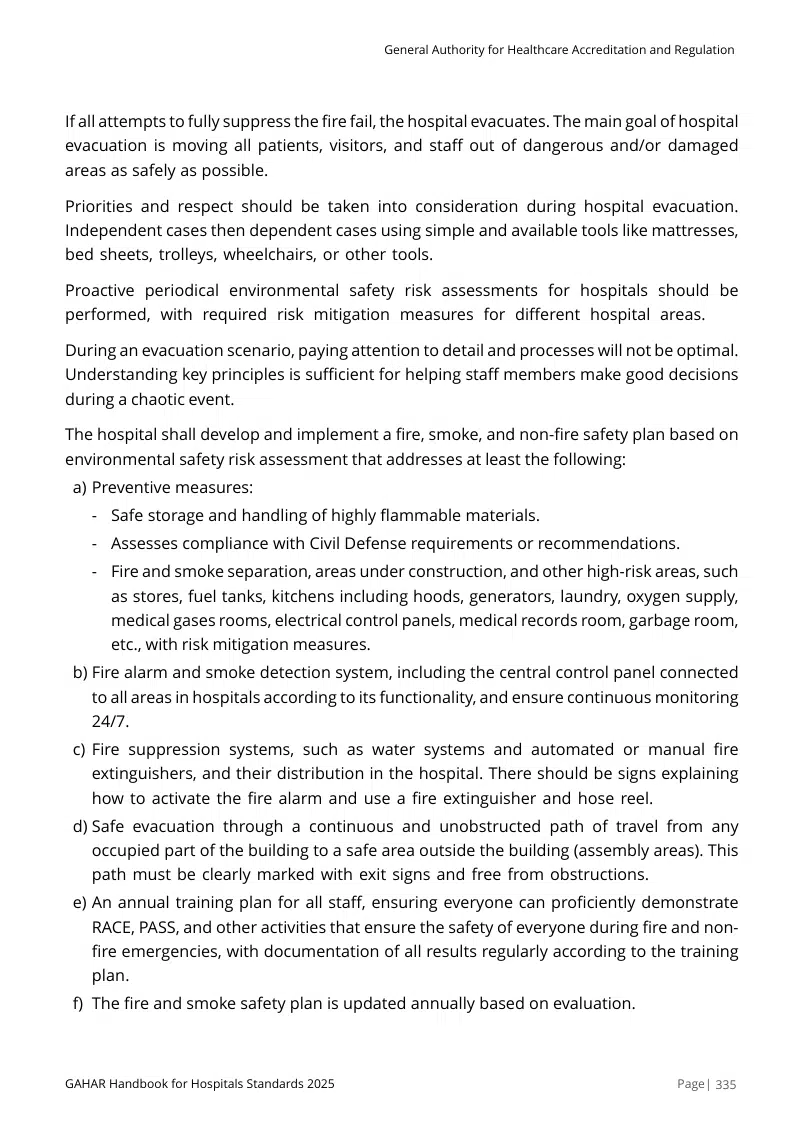 General Authority for Healthcare Accreditation and Regulation
If all attempts to fully suppress the fire fail, the hospital evacuates. The main goal of hospital
evacuation is moving all patients, visitors, and staff out of dangerous and/or damaged
areas as safely as possible.
Priorities and respect should be taken into consideration during hospital evacuation.
Independent cases then dependent cases using simple and available tools like mattresses,
bed sheets, trolleys, wheelchairs, or other tools.
Proactive periodical environmental safety risk assessments for hospitals should be
performed, with required risk mitigation measures for different hospital areas.
During an evacuation scenario, paying attention to detail and processes will not be optimal.
Understanding key principles is sufficient for helping staff members make good decisions
during a chaotic event.
The hospital shall develop and implement a fire, smoke, and non-fire safety plan based on
environmental safety risk assessment that addresses at least the following:
a) Preventive measures:
- Safe storage and handling of highly flammable materials.
- Assesses compliance with Civil Defense requirements or recommendations.
- Fire and smoke separation, areas under construction, and other high-risk areas, such
as stores, fuel tanks, kitchens including hoods, generators, laundry, oxygen supply,
medical gases rooms, electrical control panels, medical records room, garbage room,
etc., with risk mitigation measures.
b) Fire alarm and smoke detection system, including the central control panel connected
to all areas in hospitals according to its functionality, and ensure continuous monitoring
24/7.
c) Fire suppression systems, such as water systems and automated or manual fire
extinguishers, and their distribution in the hospital. There should be signs explaining
how to activate the fire alarm and use a fire extinguisher and hose reel.
d) Safe evacuation through a continuous and unobstructed path of travel from any
occupied part of the building to a safe area outside the building (assembly areas). This
path must be clearly marked with exit signs and free from obstructions.
e) An annual training plan for all staff, ensuring everyone can proficiently demonstrate
RACE, PASS, and other activities that ensure the safety of everyone during fire and non-
fire emergencies, with documentation of all results regularly according to the training
plan.
f) The fire and smoke safety plan is updated annually based on evaluation.
GAHAR Handbook for Hospitals Standards 2025
Page| 335